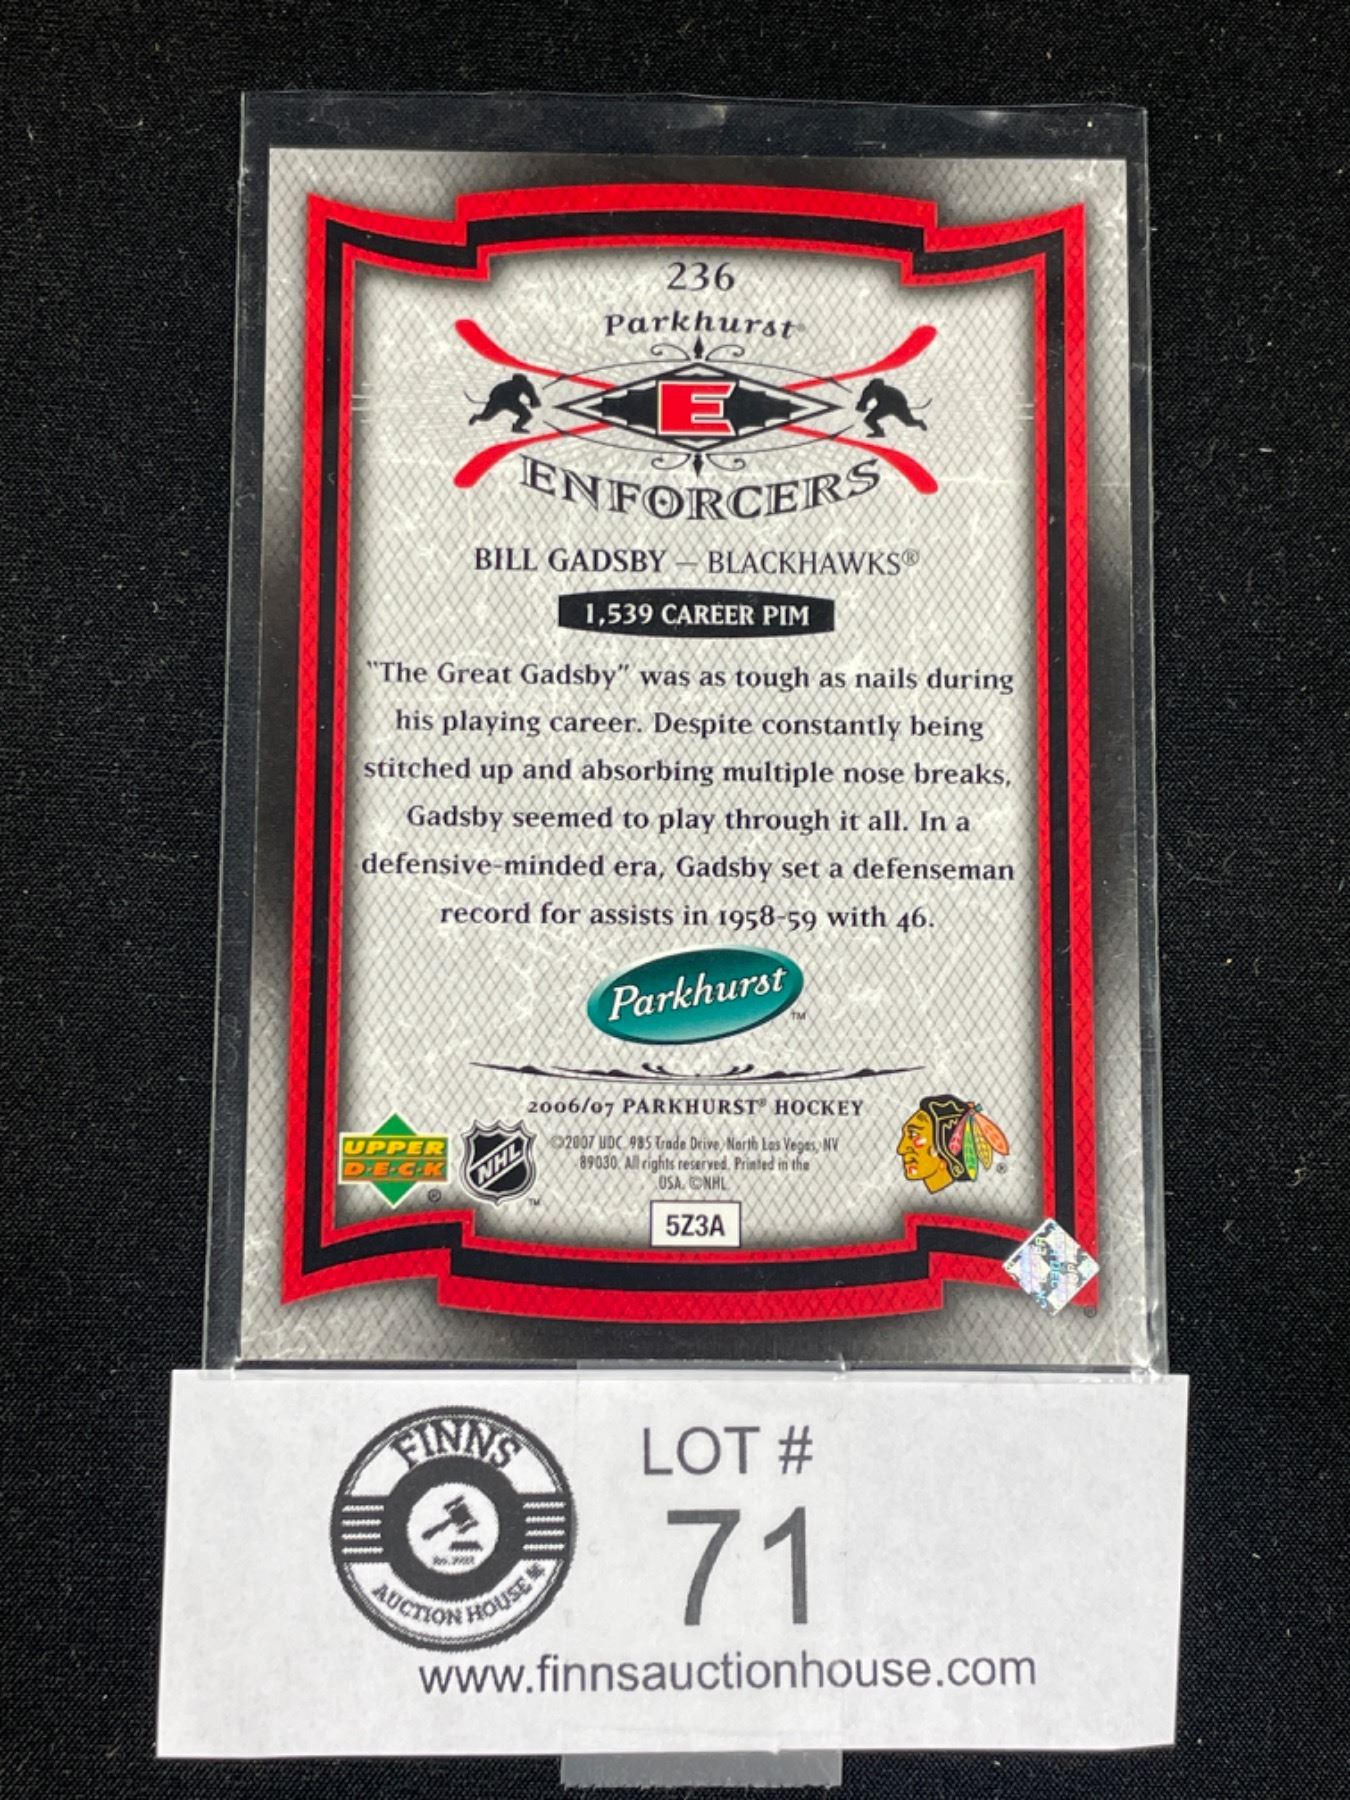 236
Parkhurst
E
ENFORCERS
BILL GADSBY — BLACKHAWKS®
1,539 CAREER PIM
"The Great Gadsby" was as tough as nails during
his playing career. Despite constantly being
stitched up and absorbing multiple nose breaks,
Gadsby seemed to play through it all. In a
defensive-minded era, Gadsby set a defenseman
record for assists in 1958-59 with 46.
Parkhurst™
2006/07 PARKHURST® HOCKEY
UPPER
D·E·C·K®
NHL™
©2007 UDC, 985 Trade Drive, North Las Vegas, NV
89030. All rights reserved. Printed in the
USA. ©NHL
5Z3A
FINNS
AUCTION HOUSE
LOT #
71
www.finnsauctionhouse.com